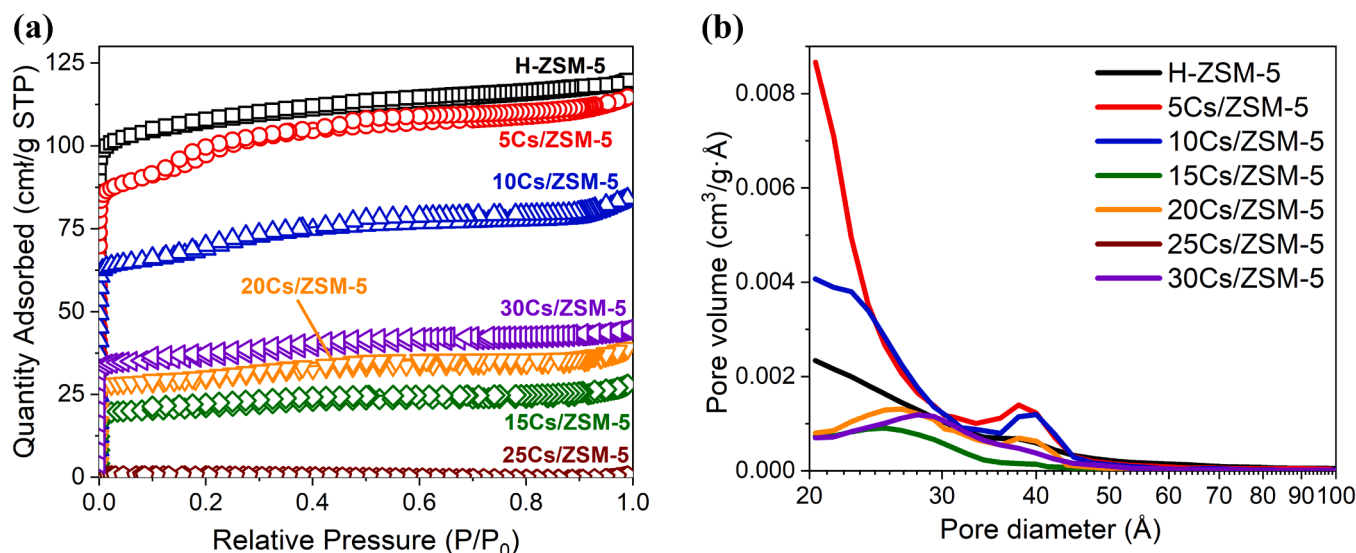 (a)
Quantity Adsorbed (cmł/g STP)
125
100
75
50
25
0
H-ZSM-5
5Cs/ZSM-5
10Cs/ZSM-5
20Cs/ZSM-5
30Cs/ZSM-5
15Cs/ZSM-5
25Cs/ZSM-5
0.0 0.2 0.4 0.6 0.8 1.0
Relative Pressure (P/P₀)
(b)
Pore volume (cm³/g·Å)
0.008
0.006
0.004
0.002
0.000
H-ZSM-5
5Cs/ZSM-5
10Cs/ZSM-5
15Cs/ZSM-5
20Cs/ZSM-5
25Cs/ZSM-5
30Cs/ZSM-5
20 30 40 50 60 70 80 90 100
Pore diameter (Å)